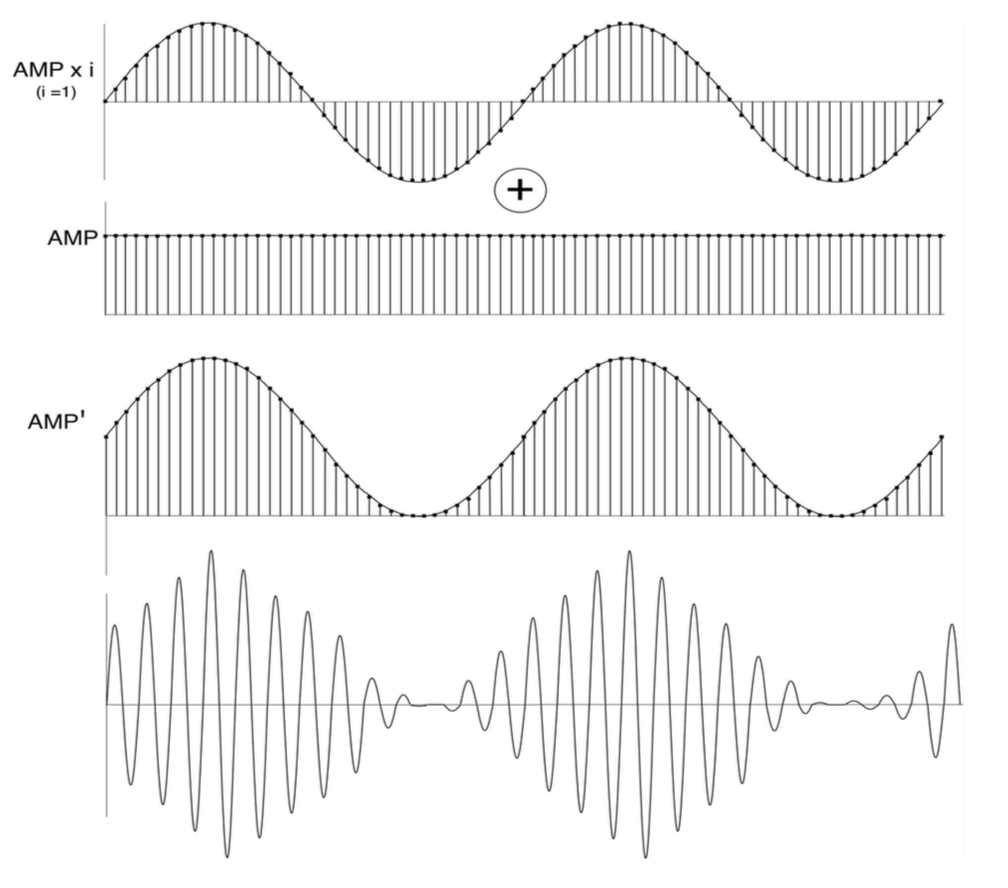 AMP x i
(i =1)
+
AMP
AMP'